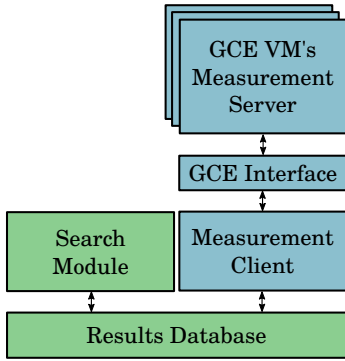 GCE VM's
Measurement
Server
GCE Interface
Search
Module
Measurement
Client
Results Database